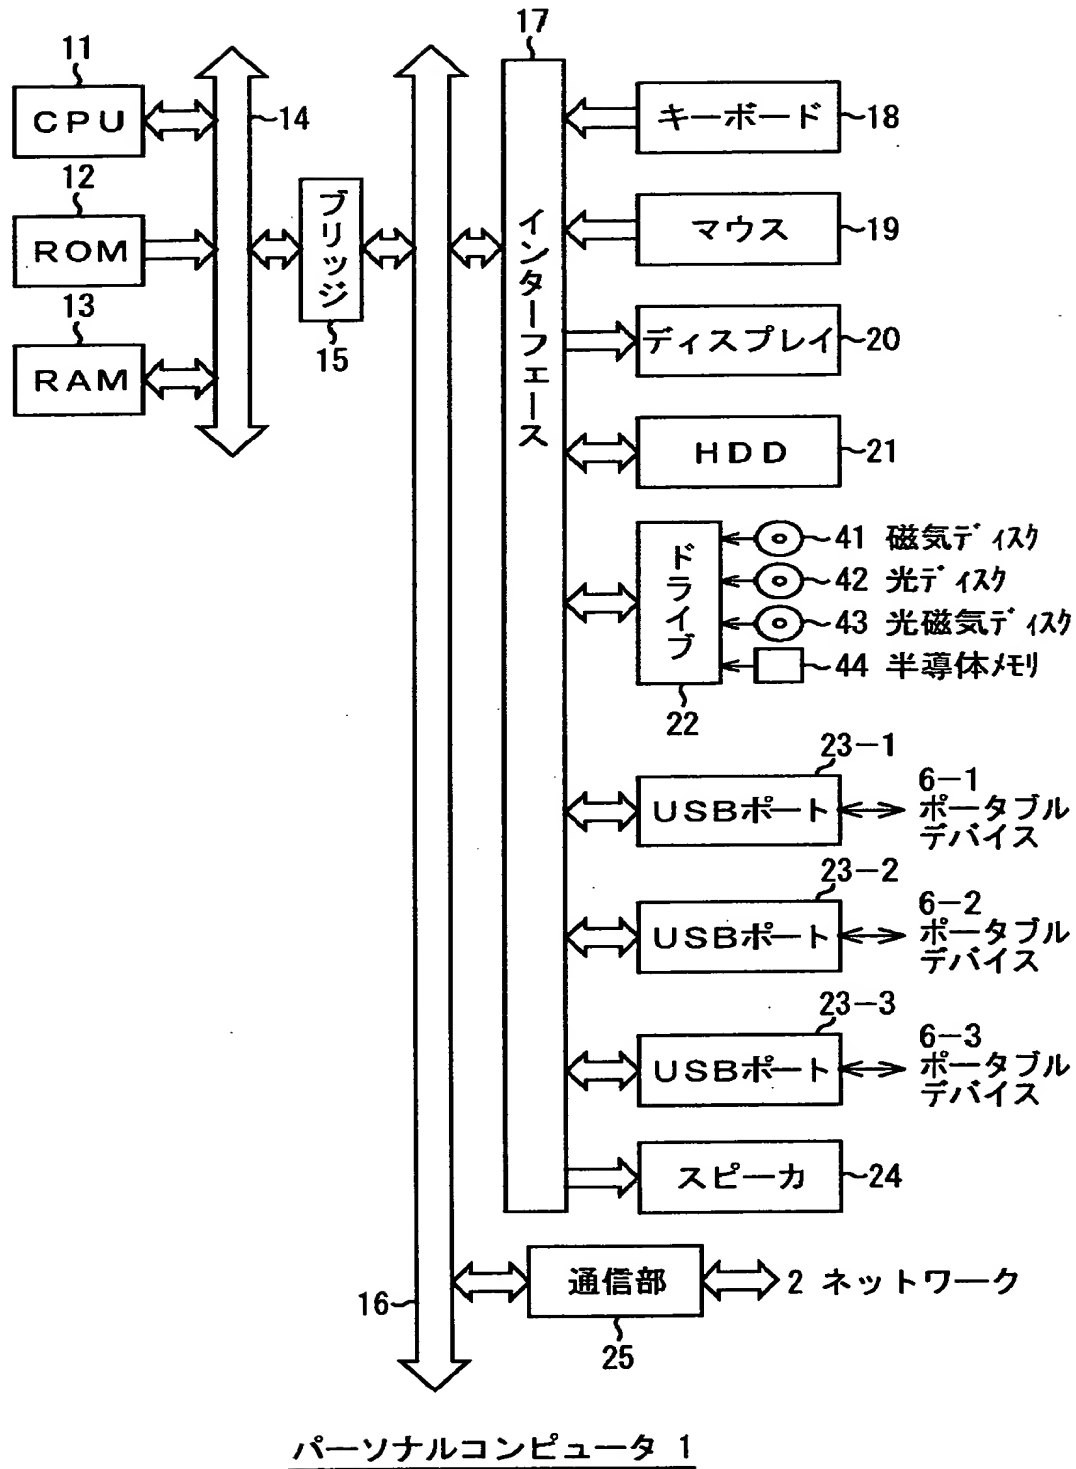 11
CPU
12
ROM
13
RAM
14
ブリッジ
15
16
17
インターフェース
キーボード
18
マウス
19
ディスプレイ
20
HDD
21
ドライブ
22
41 磁気ディスク
42 光ディスク
43 光磁気ディスク
44 半導体メモリ
23-1
USBポート
6-1
ポータブル
デバイス
23-2
USBポート
6-2
ポータブル
デバイス
23-3
USBポート
6-3
ポータブル
デバイス
スピーカ
24
通信部
25
2 ネットワーク
パーソナルコンピュータ 1